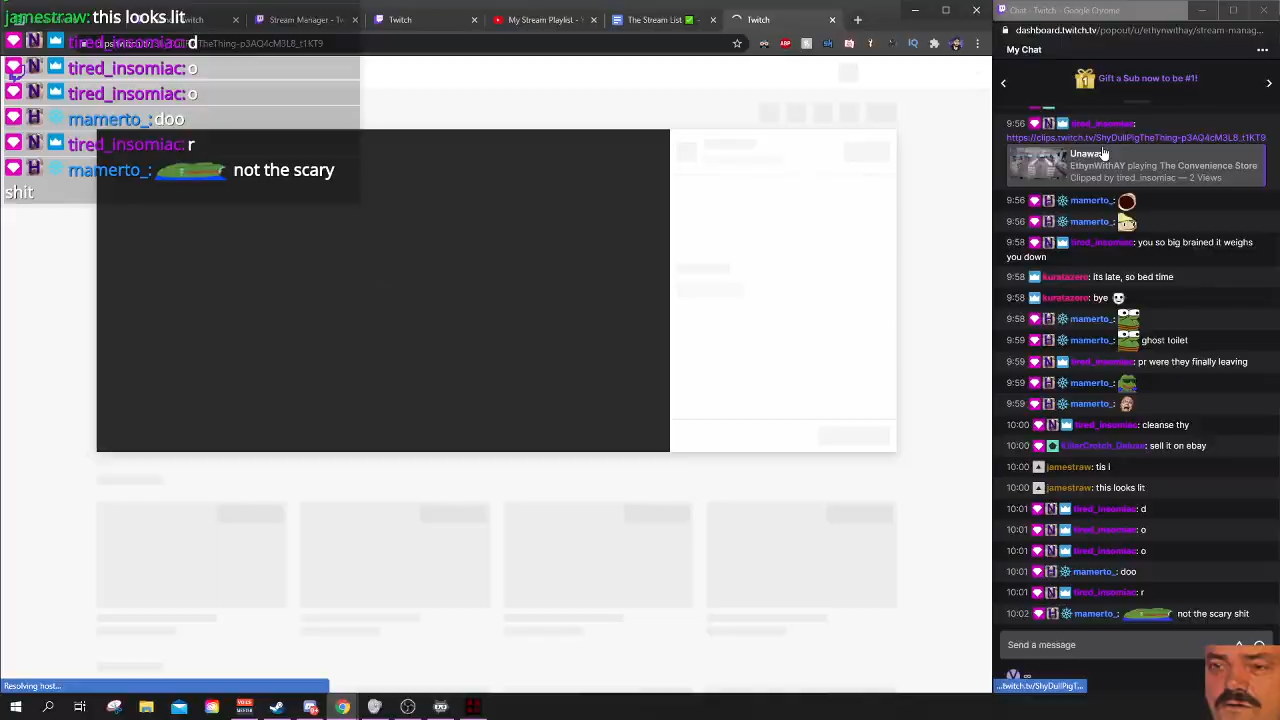 jamestraw: this looks lit
tired_insomiac: d
tired_insomiac: o
tired_insomiac: o
mamerto_: doo
tired_insomiac: r
mamerto_: not the scary
shit
Twitch
Stream Manager - Twitch
Twitch
My Stream Playlist -
The Stream List ✅ -
Twitch
TheThing-p3AQ4cM3L8_t1KT9
Resolving host...
Chat - Twitch - Google Chrome
dashboard.twitch.tv/popout/u/ethynwithay/stream-manag...
My Chat
Gift a Sub now to be #1!
9:56 tired_insomiac:
https://clips.twitch.tv/ShyDullPigTheThing-p3AQ4cM3L8_t1KT9
Unawa
EthynWithAY playing The Convenience Store
Clipped by tired_insomiac — 2 Views
9:56 mamerto_:
9:56 mamerto_:
9:58 tired_insomiac: you so big brained it weighs
you down
9:58 kuratazero: its late, so bed time
9:58 kuratazero: bye
9:58 mamerto_:
9:59 mamerto_: ghost toilet
9:59 tired_insomiac: pr were they finally leaving
9:59 mamerto_:
9:59 mamerto_:
10:00 tired_insomiac: cleanse thy
10:00 KillerCrotch_Deluxe: sell it on ebay
10:00 jamestraw: tis i
10:00 jamestraw: this looks lit
10:01 tired_insomiac: d
10:01 tired_insomiac: o
10:01 tired_insomiac: o
10:01 mamerto_: doo
10:01 tired_insomiac: r
10:02 mamerto_: not the scary shit
Send a message
...twitch.tv/ShyDullPigT...